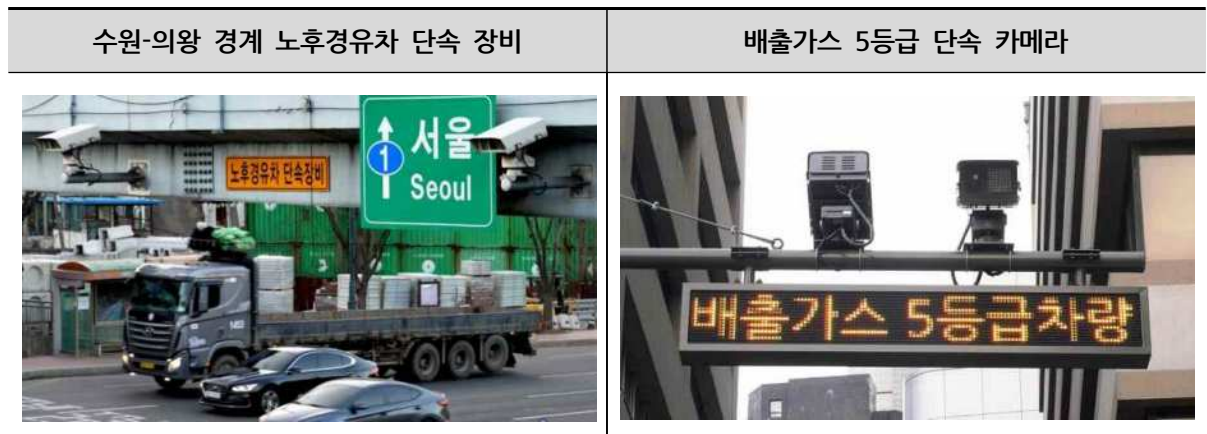 수원-의왕 경계 노후경유차 단속 장비
배출가스 5등급 단속 카메라
노후경유차 단속장비
1
서울
Seoul
배출가스 5등급차량